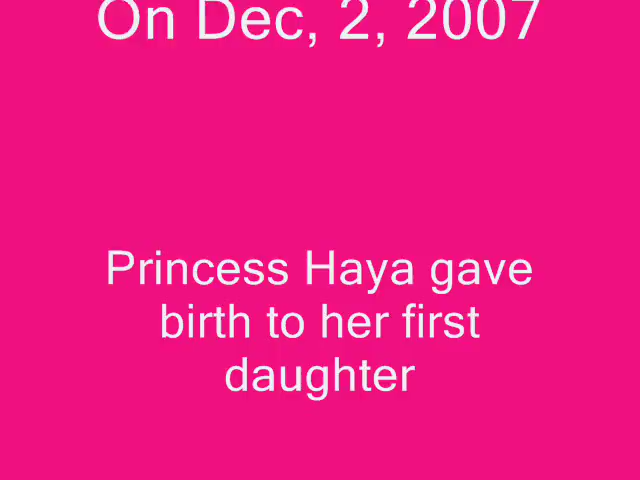 On Dec, 2, 2007
Princess Haya gave
birth to her first
daughter